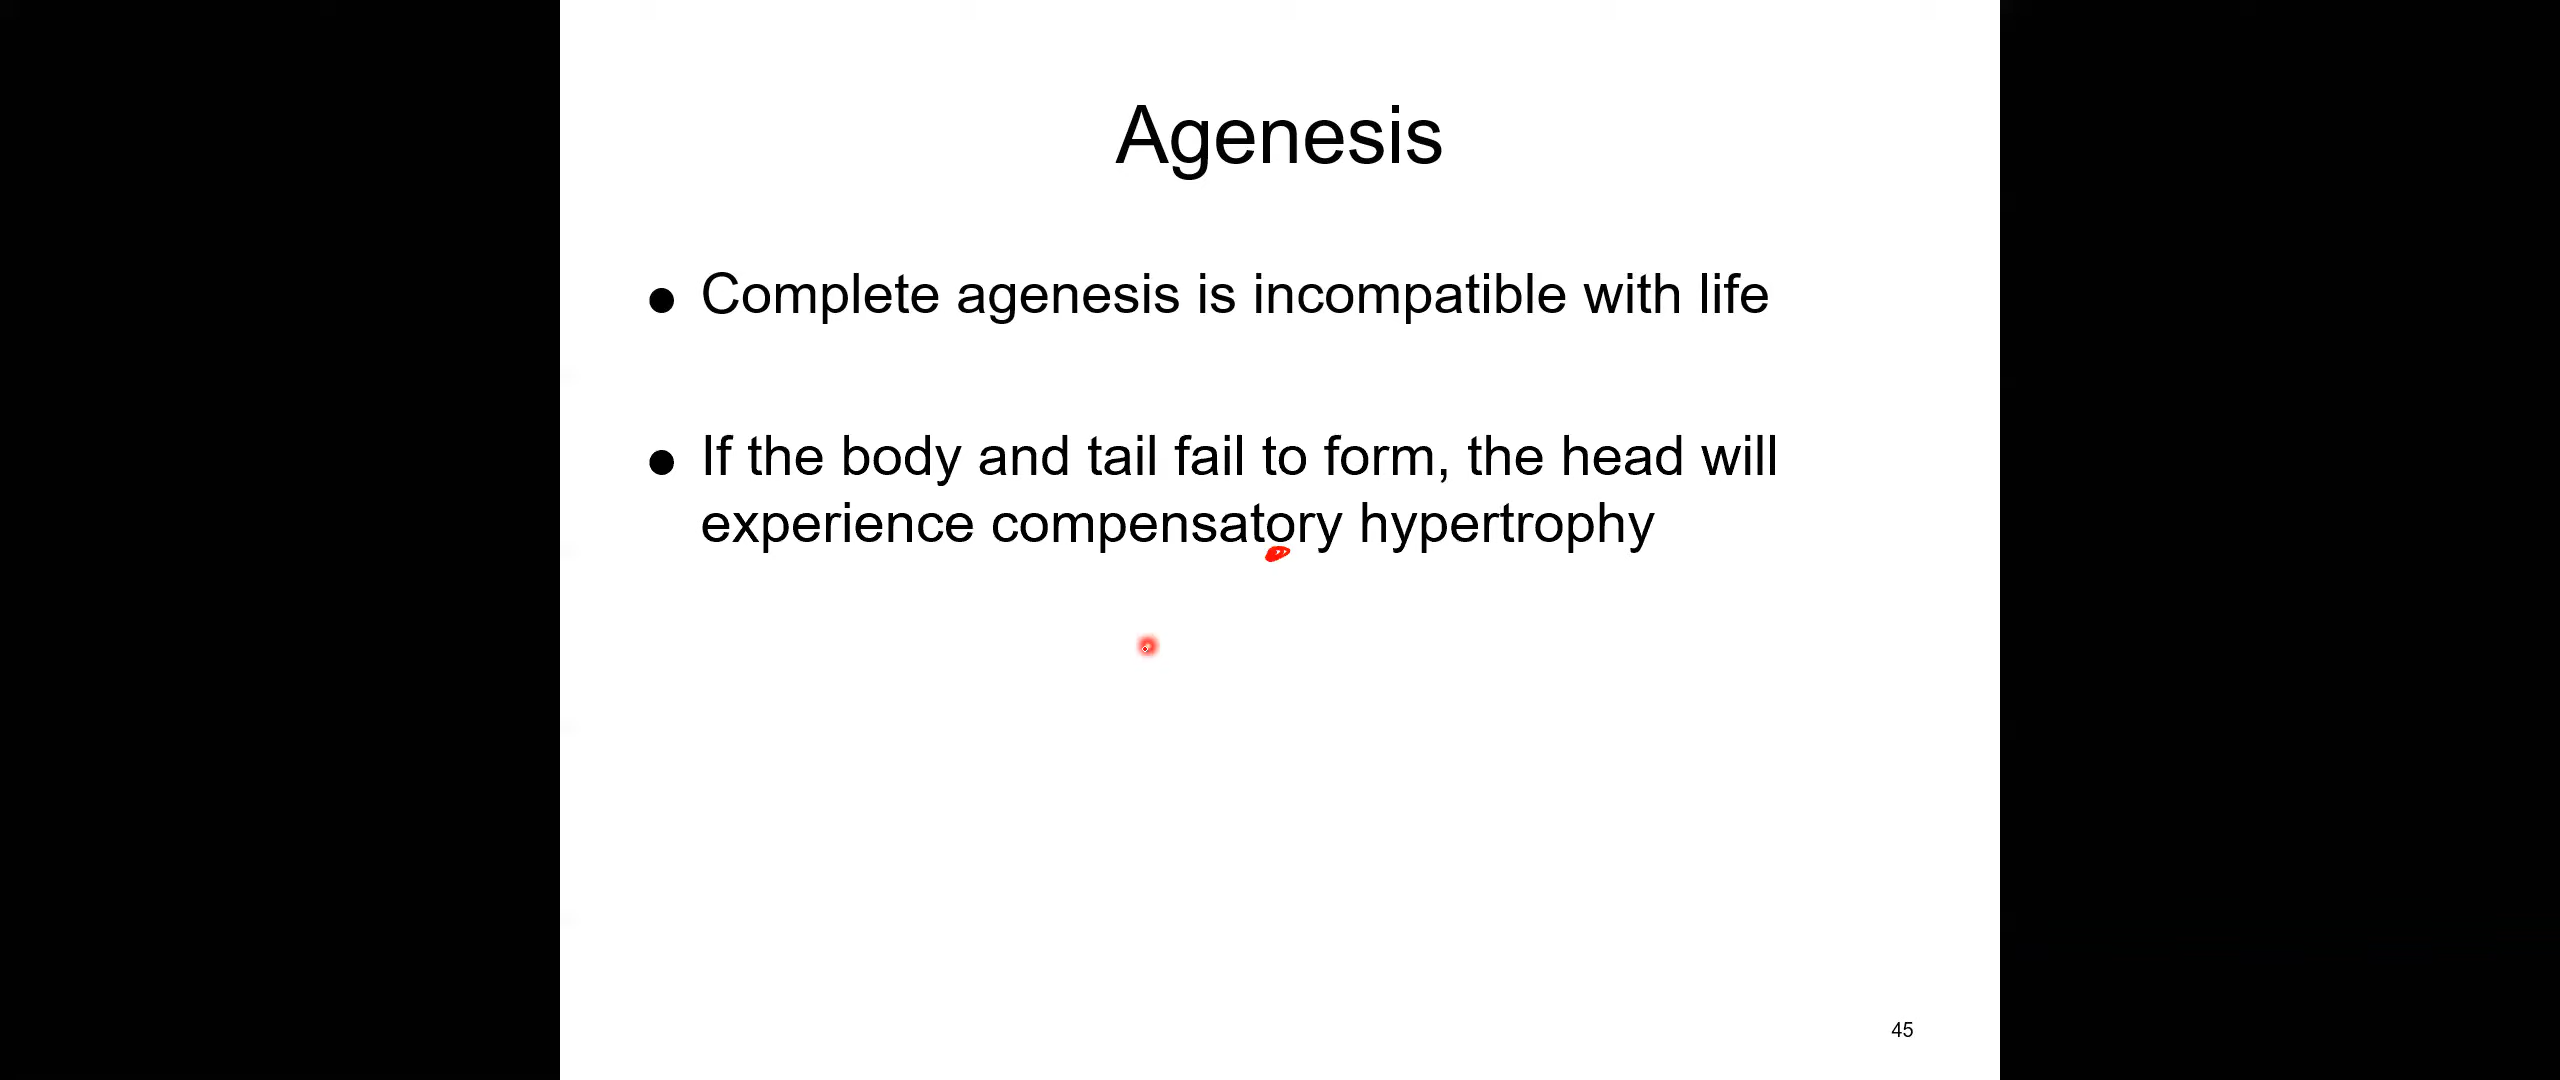 Agenesis
● Complete agenesis is incompatible with life
● If the body and tail fail to form, the head will
experience compensatory hypertrophy
45